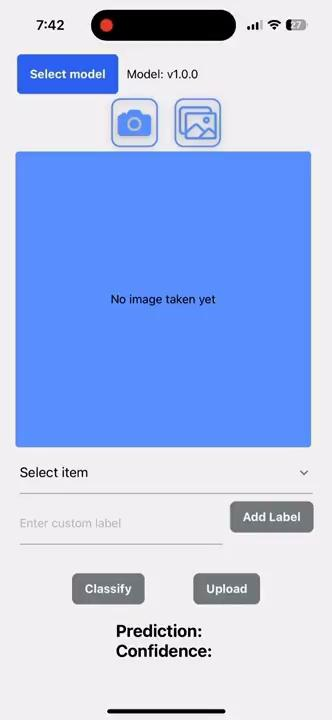 7:42
27
Select model
Model: v1.0.0
No image taken yet
Select item
Enter custom label
Add Label
Classify
Upload
Prediction:
Confidence: